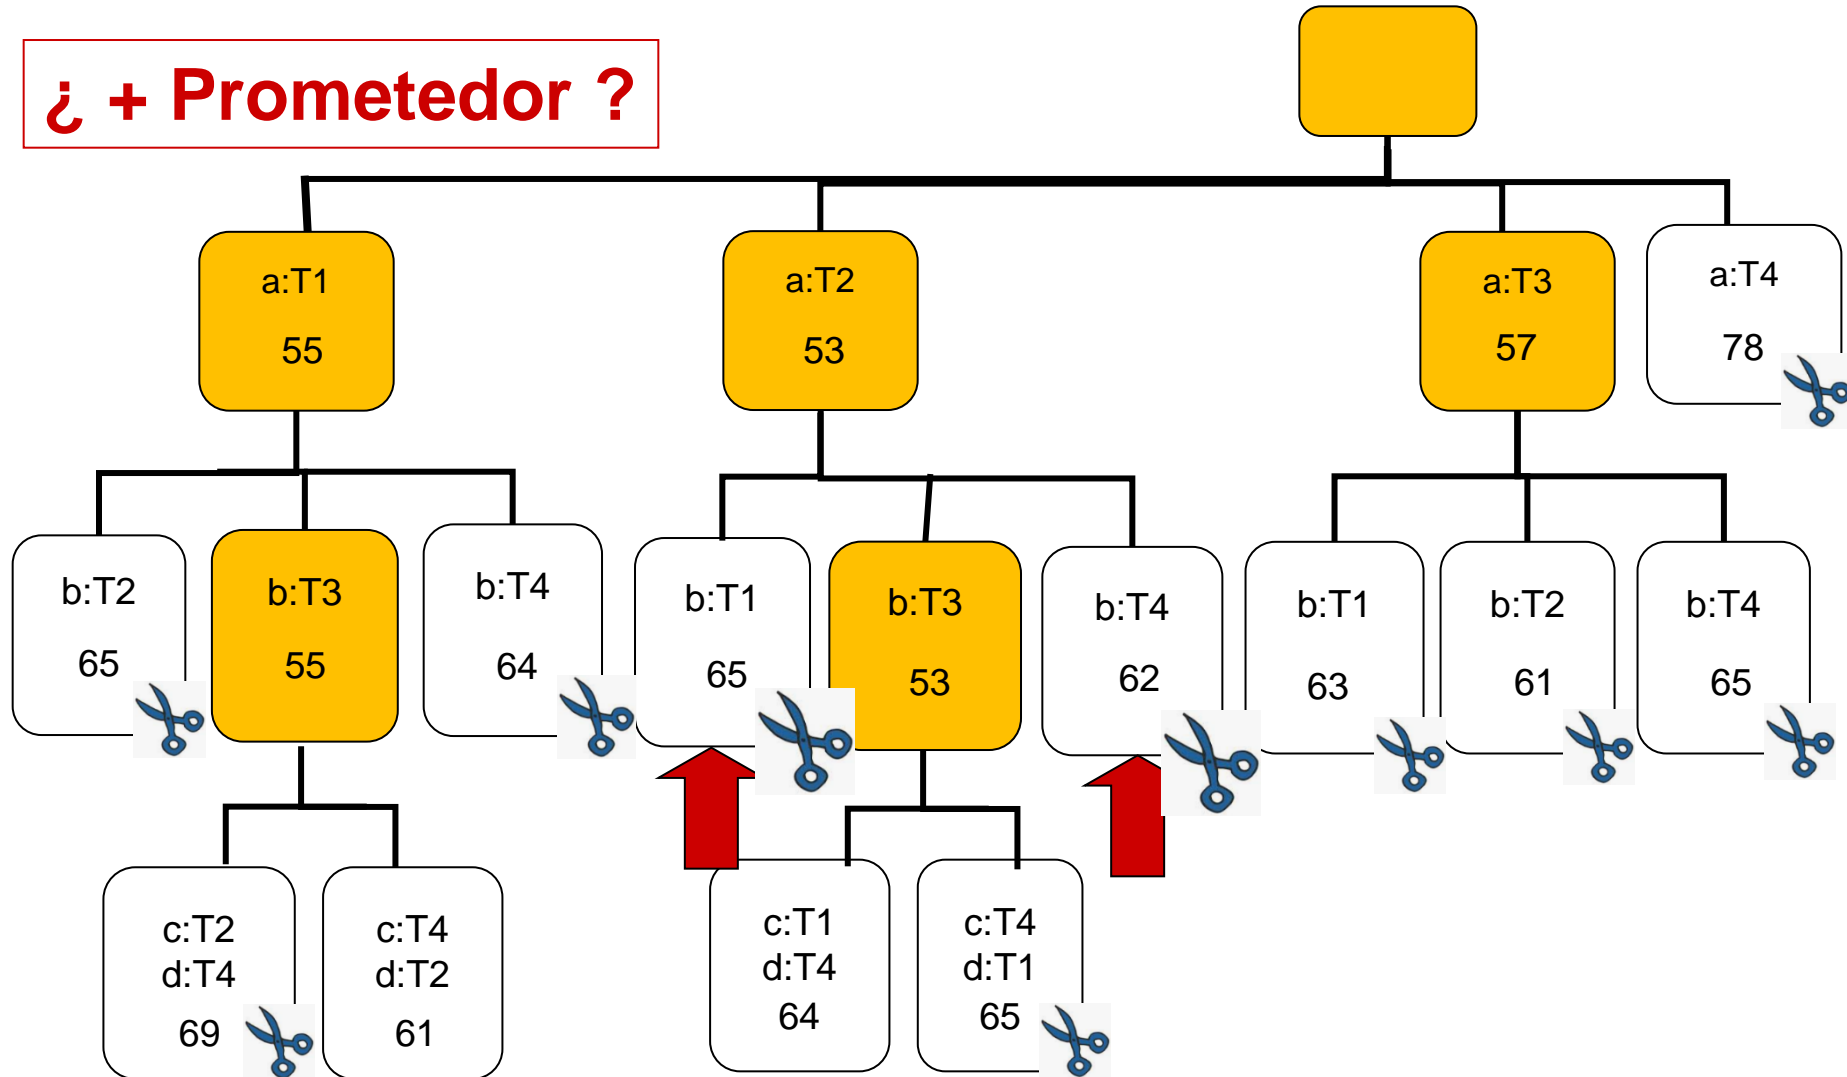 ¿ + Prometedor ?
a:T1
55
a:T2
53
a:T3
57
a:T4
78
b:T2
65
b:T3
55
b:T4
64
b:T1
65
b:T3
53
b:T4
62
b:T1
63
b:T2
61
b:T4
65
c:T2
d:T4
69
c:T4
d:T2
61
c:T1
d:T4
64
c:T4
d:T1
65